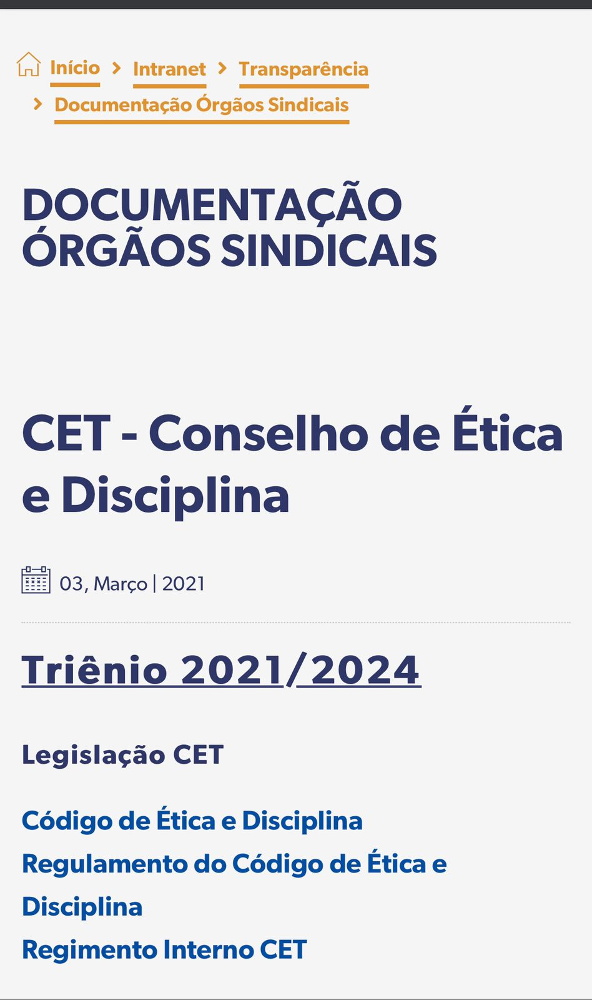 Início > Intranet > Transparência
> Documentação Órgãos Sindicais
DOCUMENTAÇÃO
ÓRGÃOS SINDICAIS
CET - Conselho de Ética
e Disciplina
03, Março | 2021
Triênio 2021/2024
Legislação CET
Código de Ética e Disciplina
Regulamento do Código de Ética e
Disciplina
Regimento Interno CET